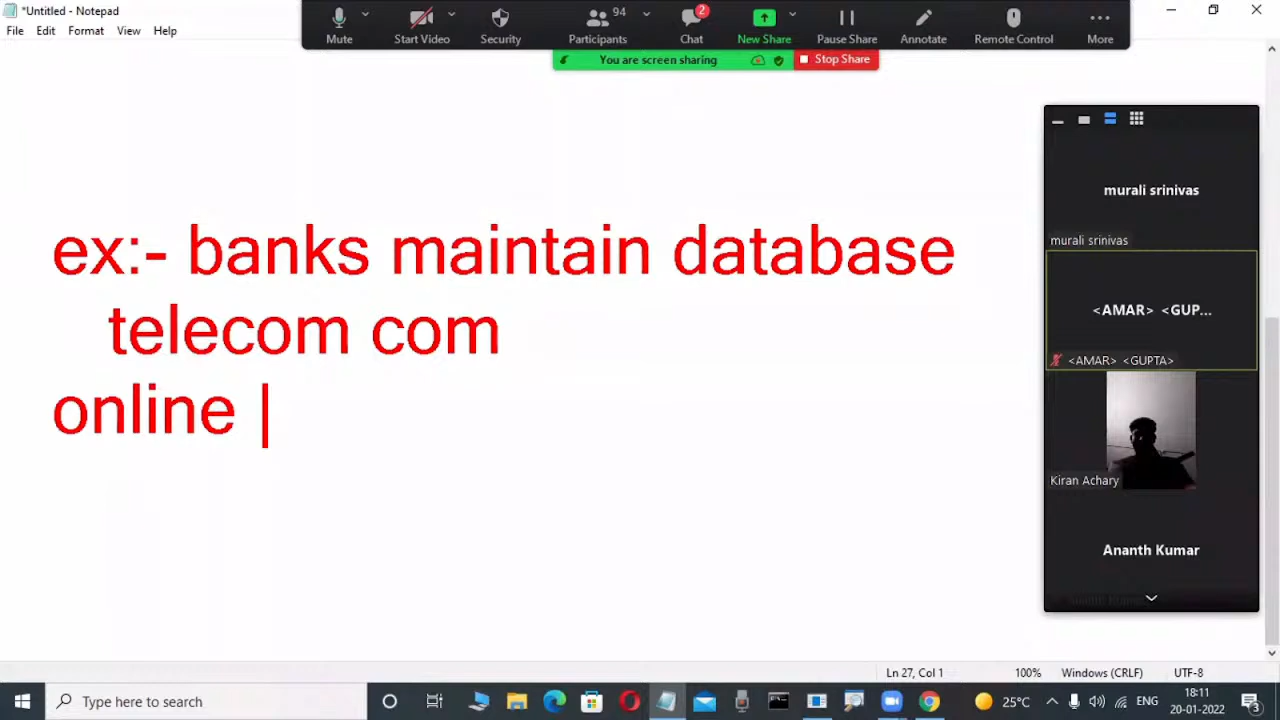 *Untitled - Notepad
File Edit Format View Help
Mute
Start Video
Security
94
Participants
2
Chat
New Share
Pause Share
Annotate
Remote Control
More
You are screen sharing
Stop Share
ex:- banks maintain database
telecom com
online
murali srinivas
murali srinivas
<AMAR> <GUP...
<AMAR> <GUPTA>
Kiran Achary
Ananth Kumar
Ln 27, Col 1 100% Windows (CRLF) UTF-8
Type here to search
25°C
ENG
18:11
20-01-2022
3